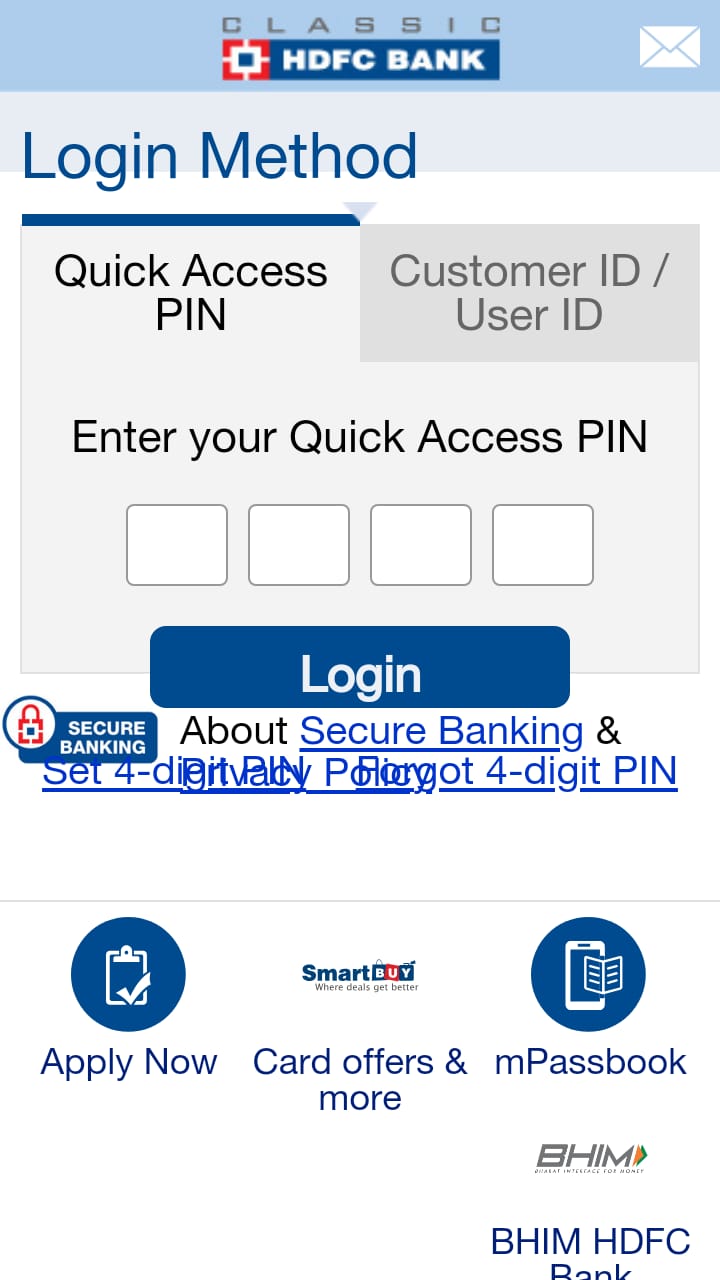 CLASSIC
HDFC BANK
Login Method
Quick Access
PIN
Customer ID /
User ID
Enter your Quick Access PIN
Login
SECURE
BANKING
About Secure Banking &
Privacy Policy
Set 4-digit PIN
Forgot 4-digit PIN
Apply Now
SmartBUY
Where deals get better
Card offers &
more
mPassbook
BHIM
BHARAT INTERFACE FOR MONEY
BHIM HDFC
Bank